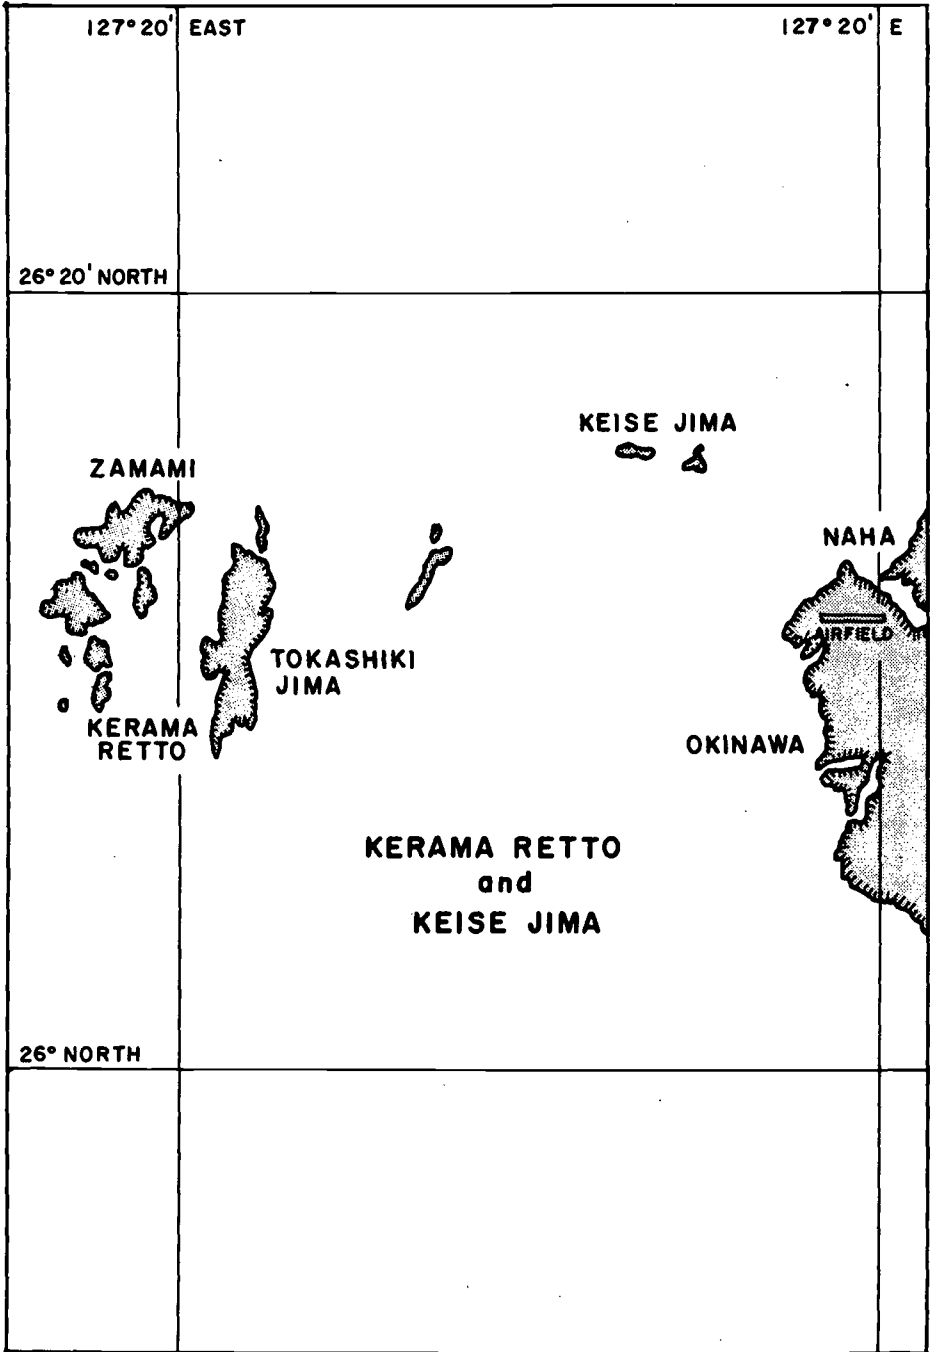 127° 20' EAST
127° 20' E
26° 20' NORTH
KEISE JIMA
ZAMAMI
NAHA
AIRFIELD
TOKASHIKI
JIMA
KERAMA
RETTO
OKINAWA
KERAMA RETTO
and
KEISE JIMA
26° NORTH